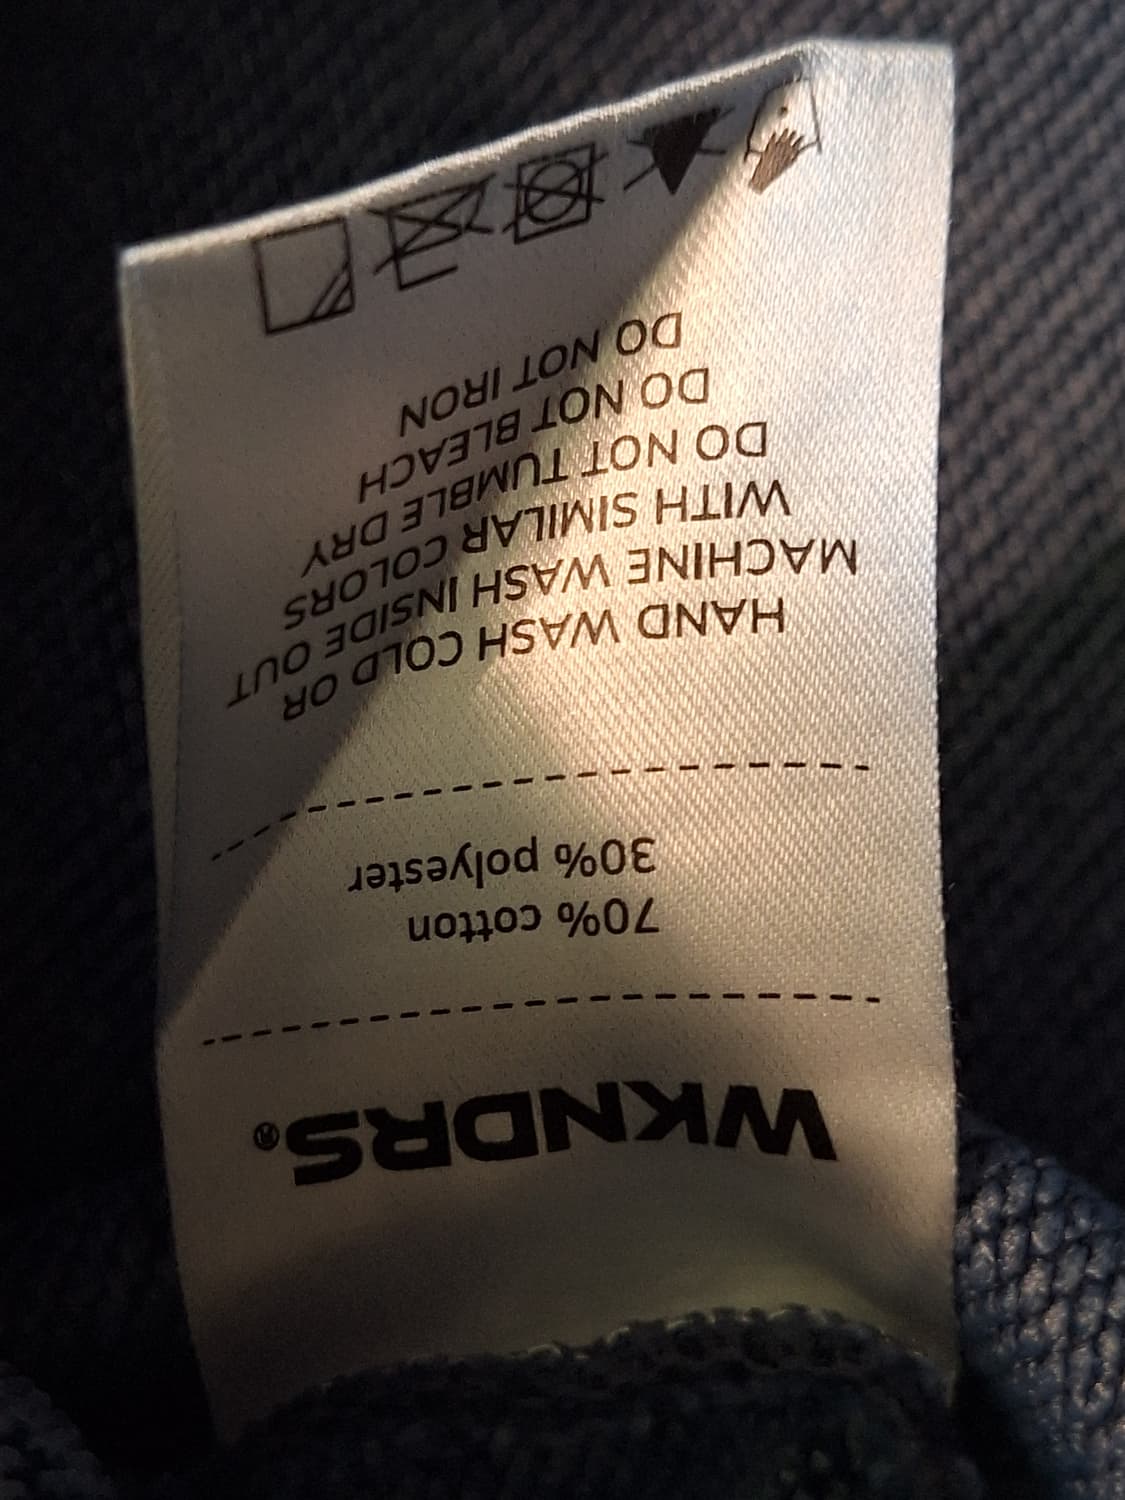 WKNDRS®
70% cotton
30% polyester
HAND WASH COLD OR
MACHINE WASH INSIDE OUT
WITH SIMILAR COLORS
DO NOT TUMBLE DRY
DO NOT BLEACH
DO NOT IRON